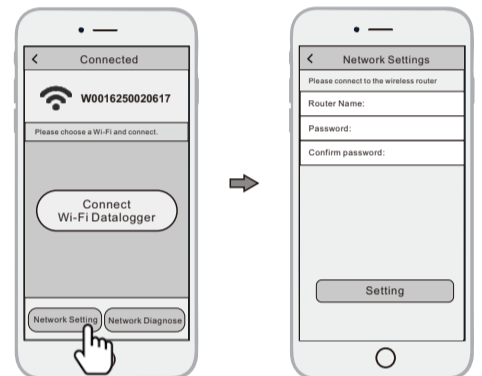 Connected
W0016250020617
Please choose a Wi-Fi and connect.
Connect
Wi-Fi Datalogger
Network Setting
Network Diagnose
Network Settings
Please connect to the wireless router
Router Name:
Password:
Confirm password:
Setting